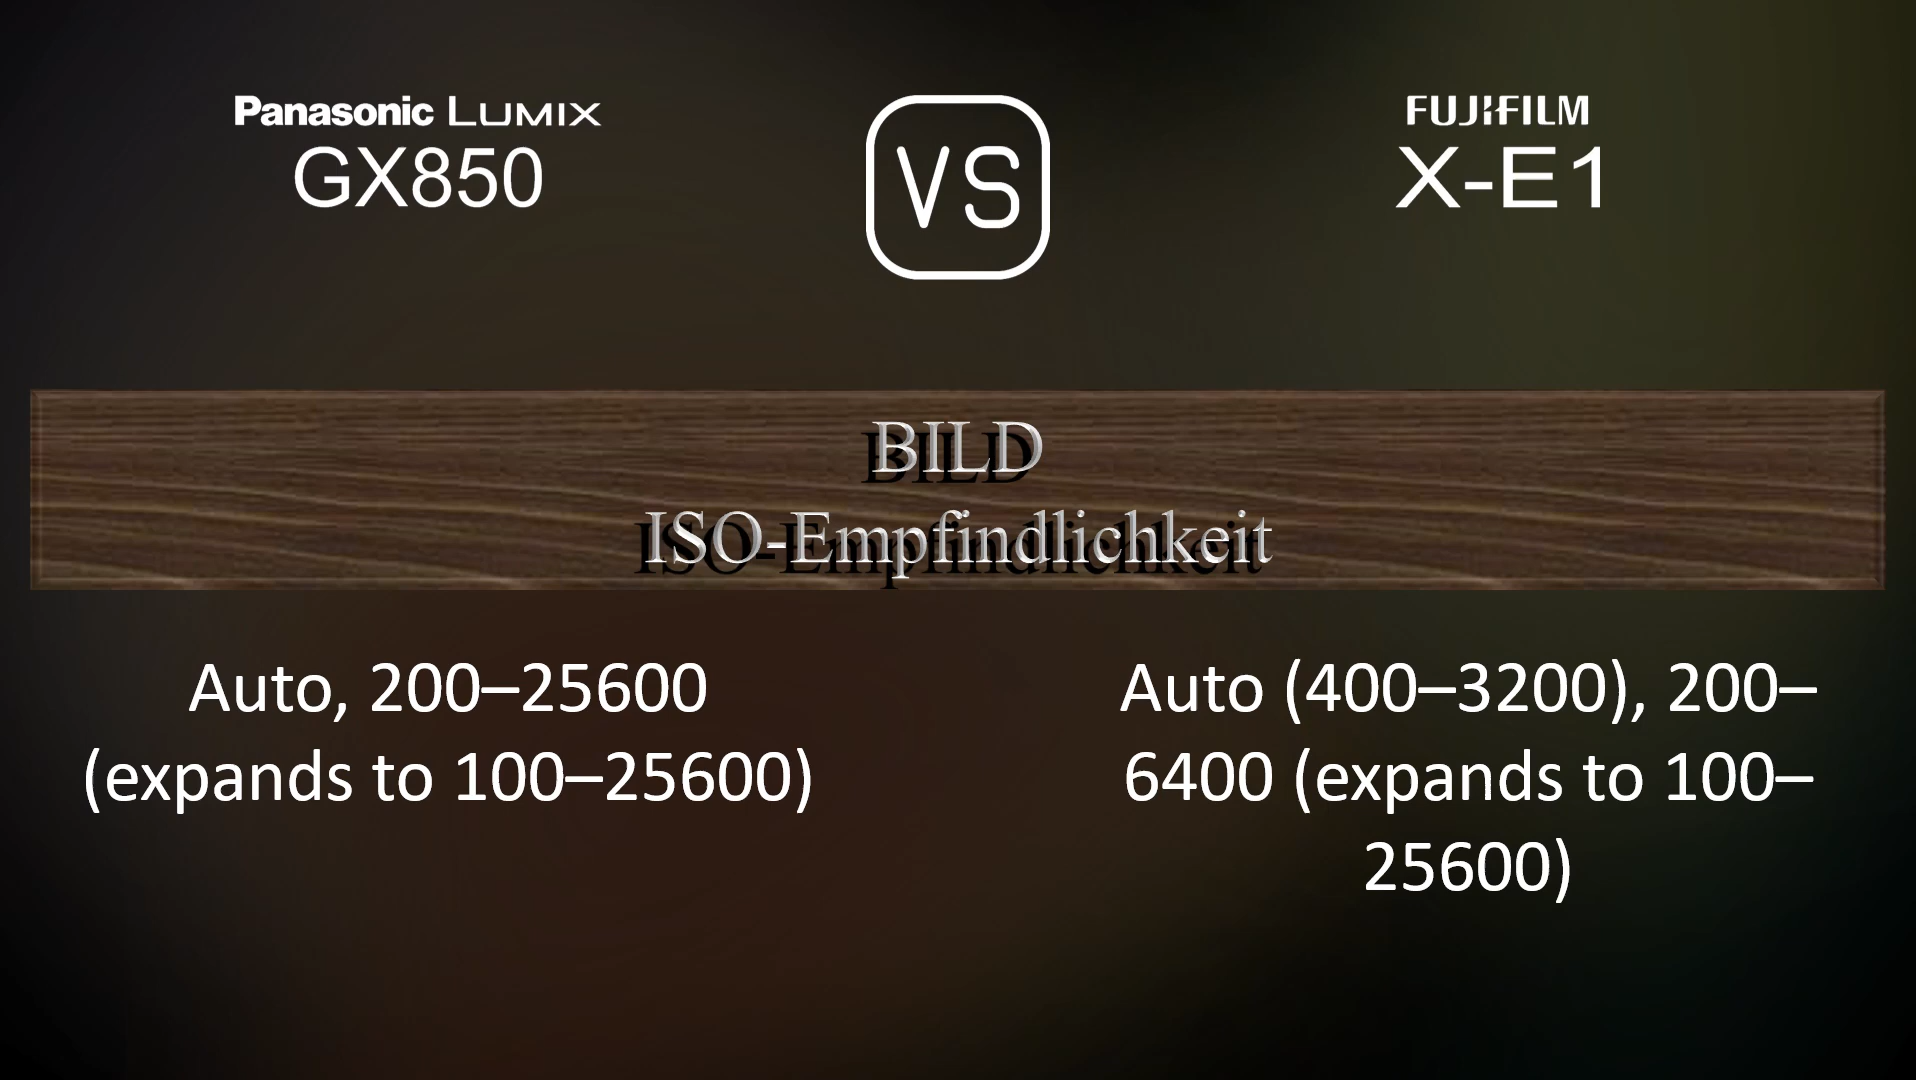 Panasonic LUMIX
GX850
VS
FUJIFILM
X-E1
BILD
ISO-Empfindlichkeit
Auto, 200–25600
(expands to 100–25600)
Auto (400–3200), 200–
6400 (expands to 100–
25600)